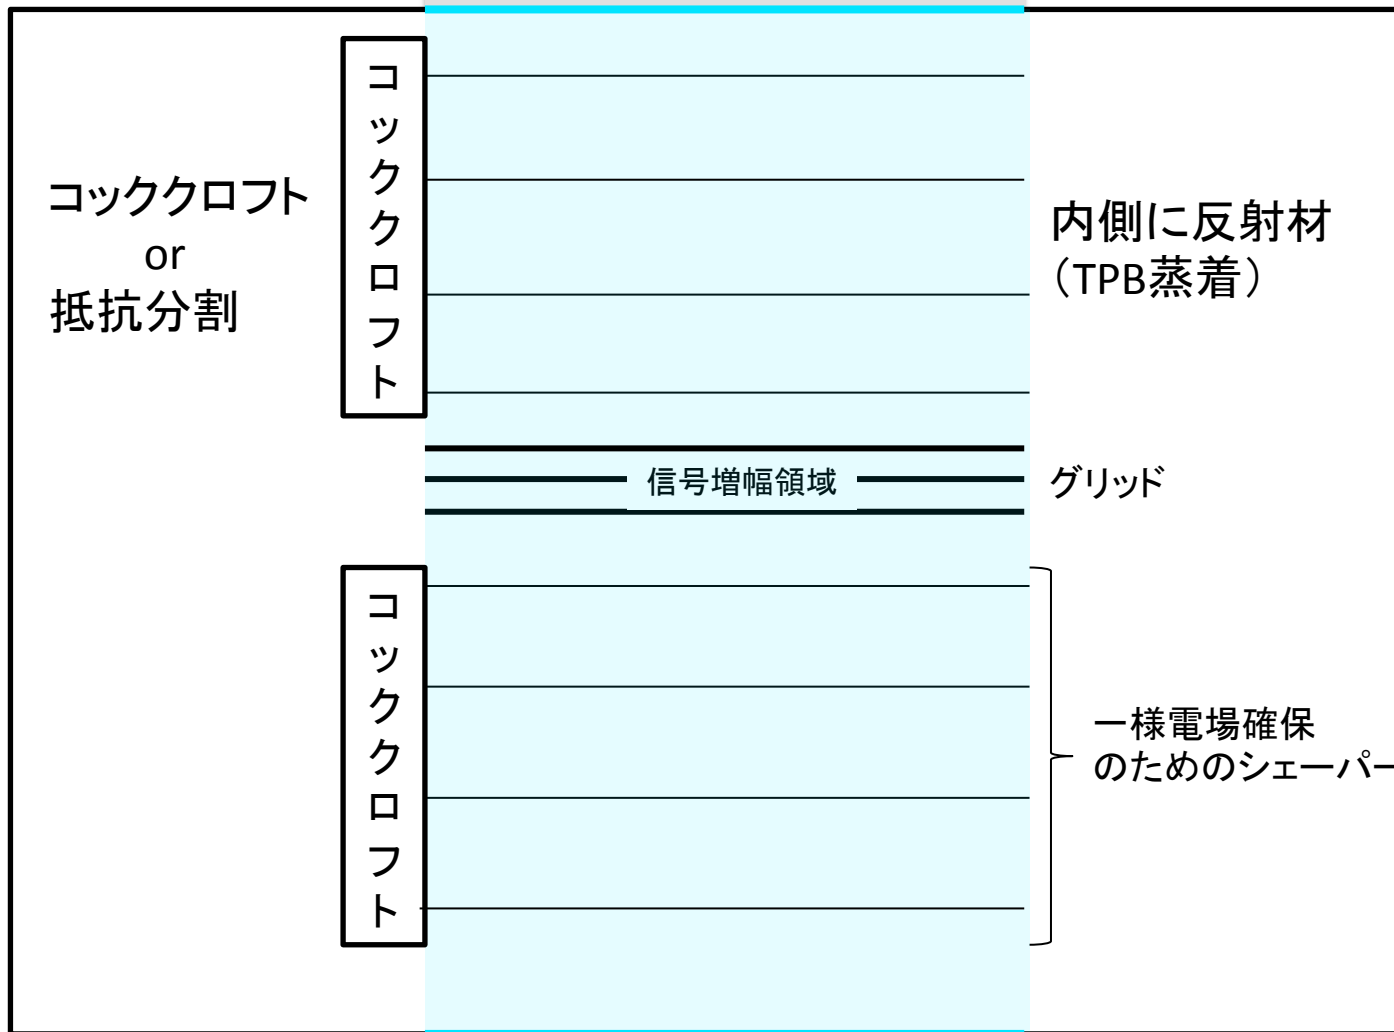 コッククロフト
or
抵抗分割
コッククロフト
内側に反射材
（TPB蒸着）
信号増幅領域
グリッド
コッククロフト
一様電場確保
のためのシェーパー